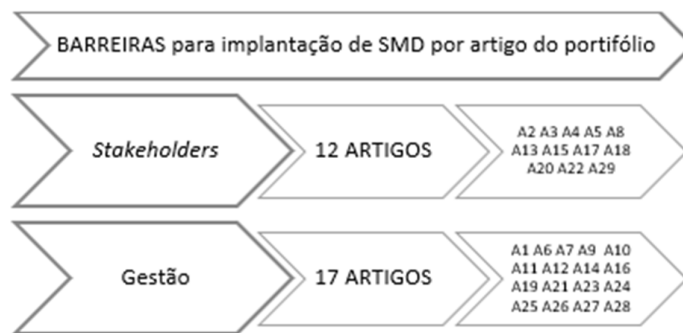 BARREIRAS para implantação de SMD por artigo do portifólio
Stakeholders
12 ARTIGOS
A2 A3 A4 A5 A8
A13 A15 A17 A18
A20 A22 A29
Gestão
17 ARTIGOS
A1 A6 A7 A9 A10
A11 A12 A14 A16
A19 A21 A23 A24
A25 A26 A27 A28